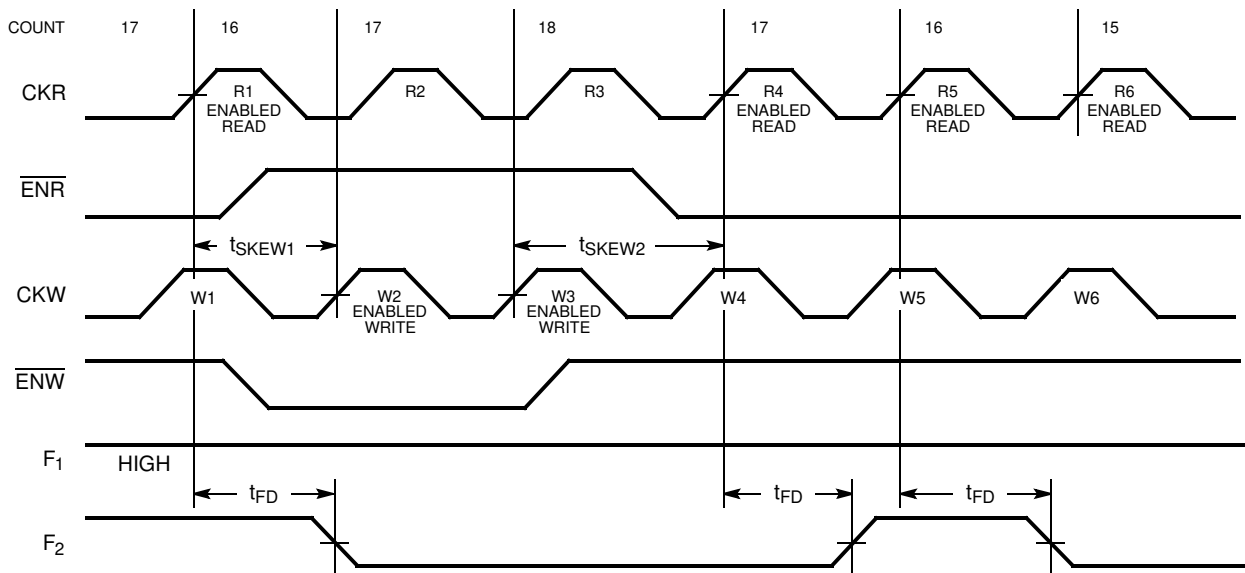 COUNT 17 16 17 18 17 16 15
CKR R1 R2 R3 R4 R5 R6
ENABLED ENABLED ENABLED ENABLED
READ READ READ READ
ENR
tSKEW1 tSKEW2
CKW W1 W2 W3 W4 W5 W6
ENABLED ENABLED
WRITE WRITE
ENW
F1 HIGH
tFD tFD tFD
F2